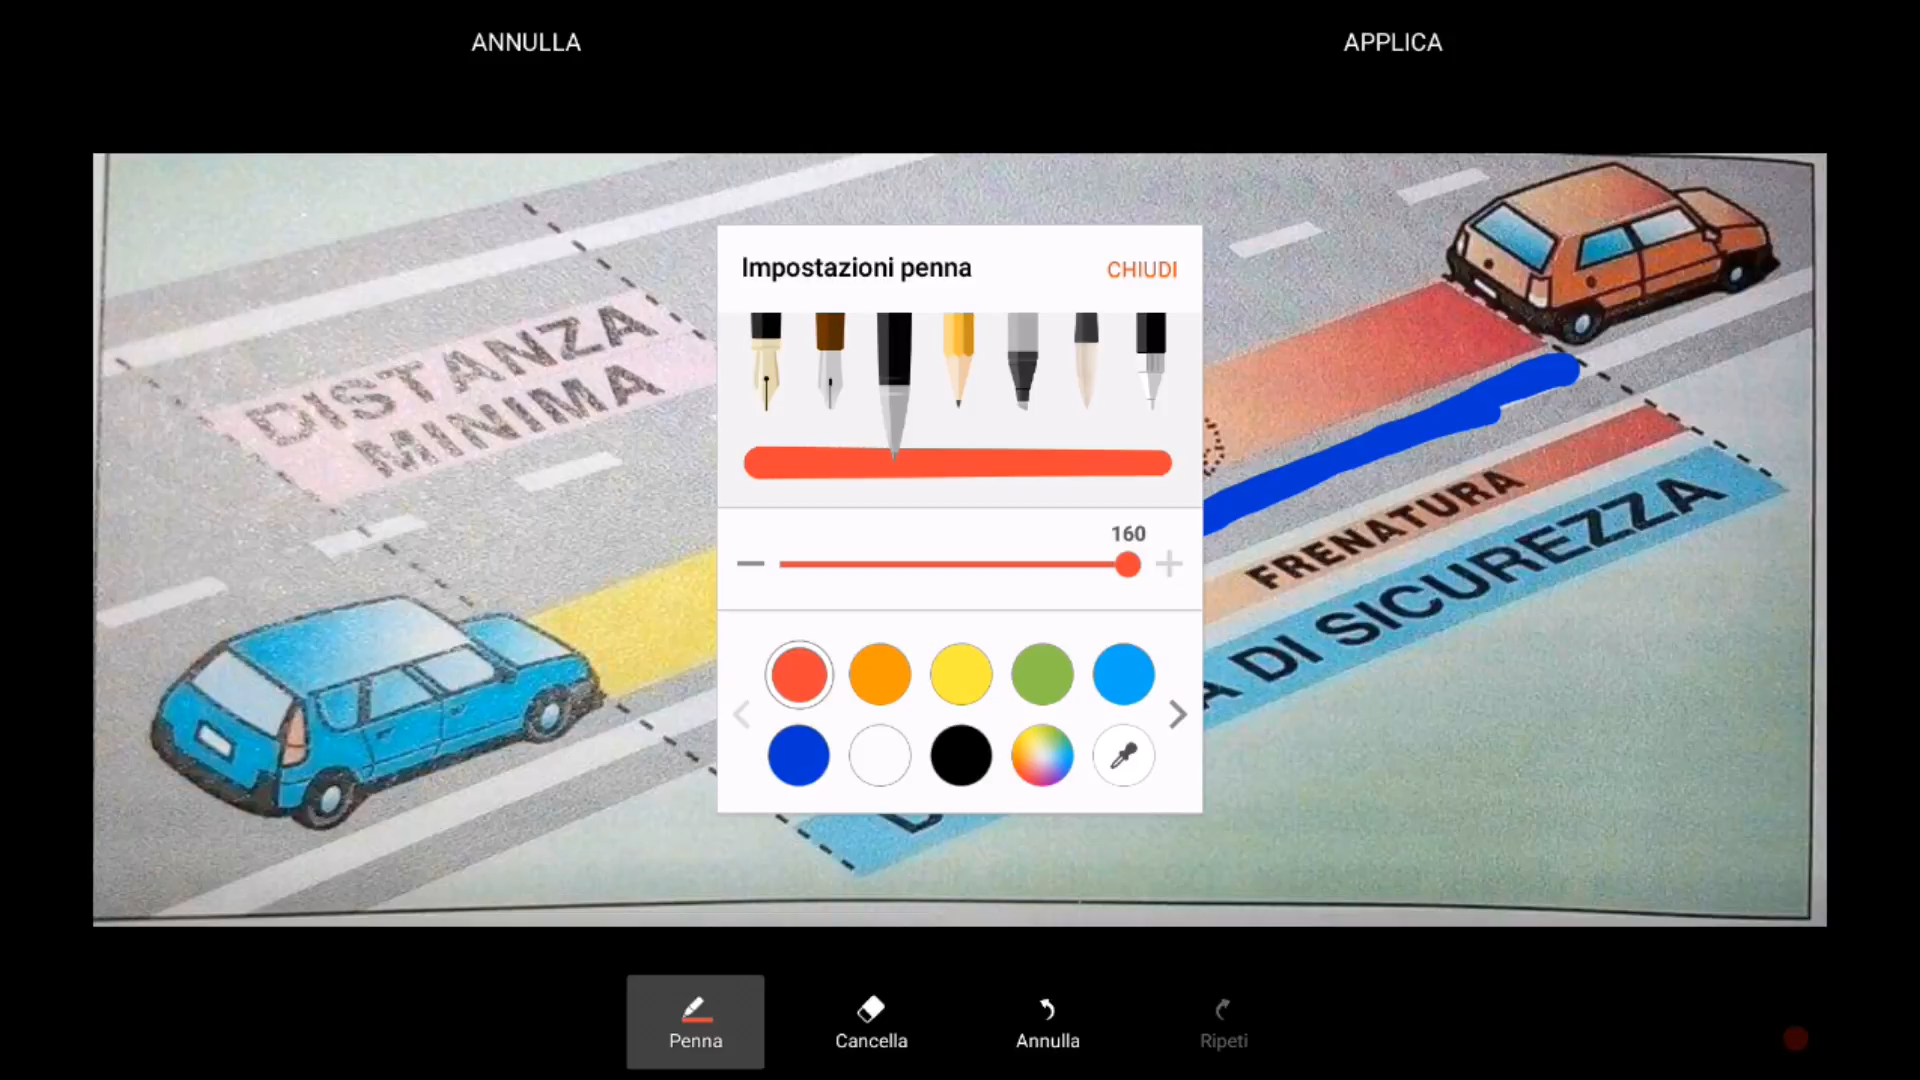 ANNULLA
APPLICA
DISTANZA
MINIMA
Impostazioni penna
CHIUDI
160
FRENATURA
A DI SICUREZZA
Penna
Cancella
Annulla
Ripeti